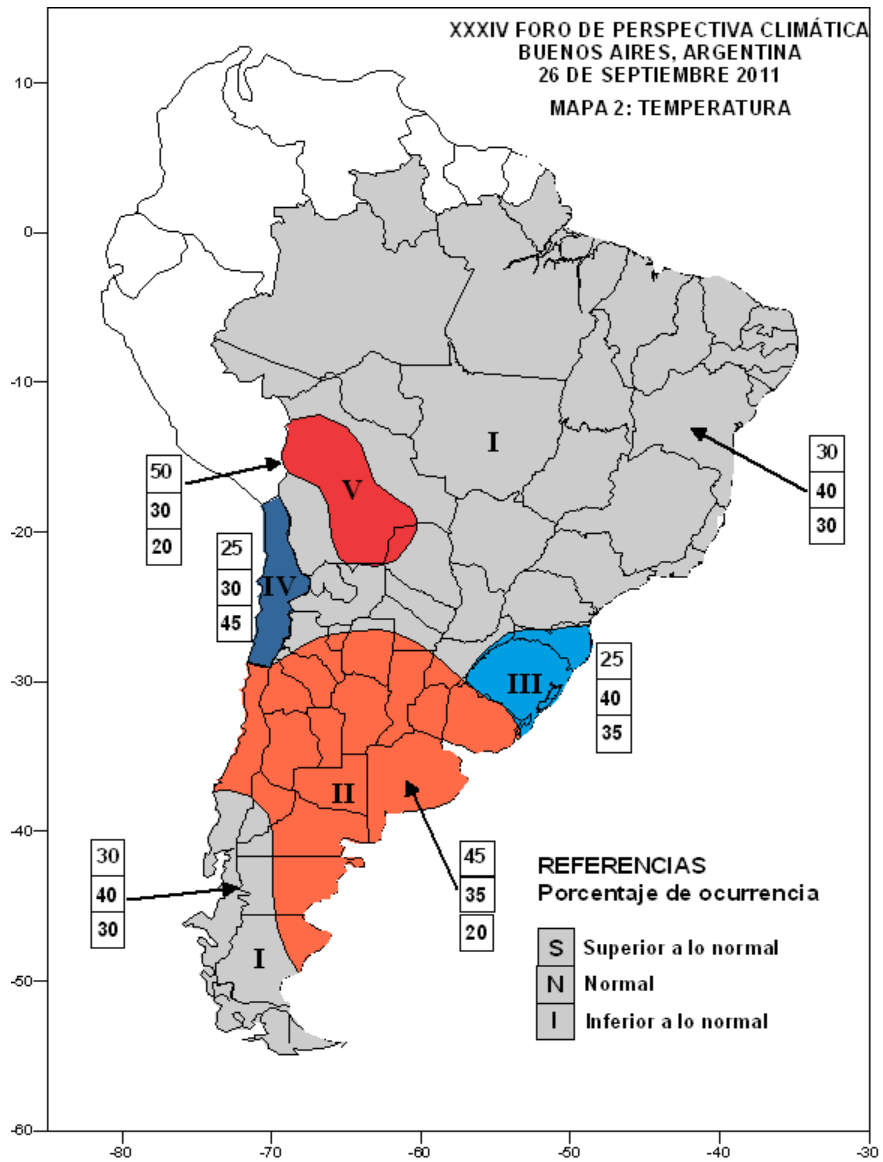 XXXIV FORO DE PERSPECTIVA CLIMÁTICA
BUENOS AIRES, ARGENTINA
26 DE SEPTIEMBRE 2011
MAPA 2: TEMPERATURA
10
0
-10
-20
-30
-40
-50
-60
-80
-70
-60
-50
-40
-30
I
30
40
30
V
50
30
20
IV
25
30
45
III
25
40
35
II
45
35
20
I
30
40
30
REFERENCIAS
Porcentaje de ocurrencia
S Superior a lo normal
N Normal
I Inferior a lo normal